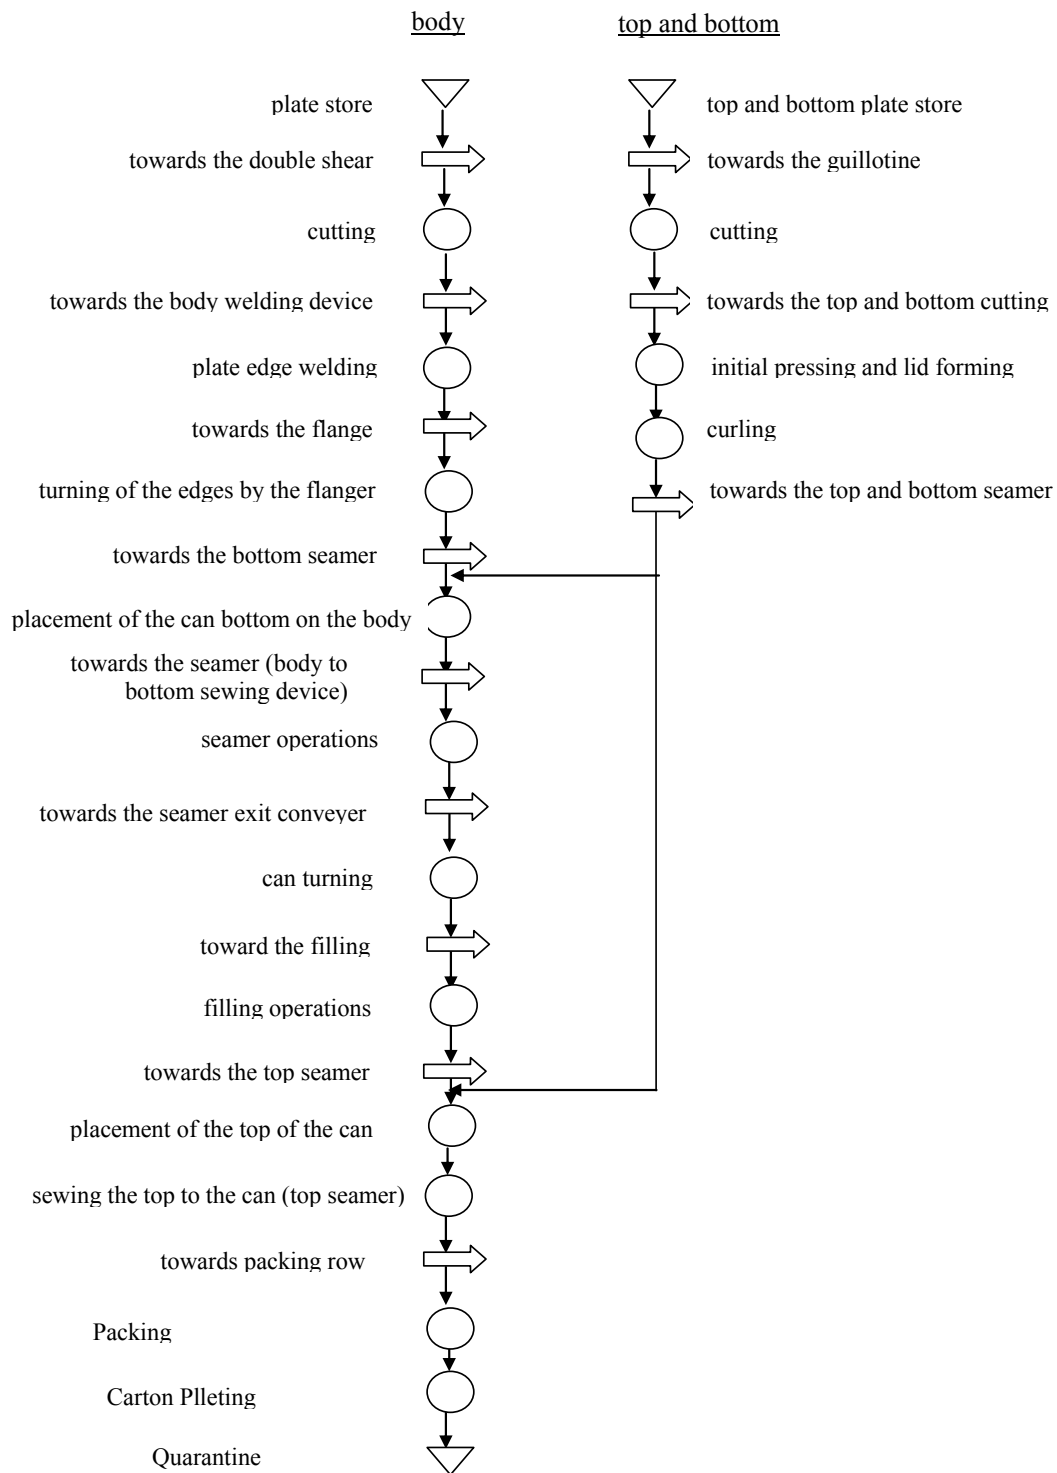 body
top and bottom
plate store
top and bottom plate store
towards the double shear
towards the guillotine
cutting
cutting
towards the body welding device
towards the top and bottom cutting
plate edge welding
initial pressing and lid forming
towards the flange
curling
turning of the edges by the flanger
towards the top and bottom seamer
towards the bottom seamer
placement of the can bottom on the body
towards the seamer (body to
bottom sewing device)
seamer operations
towards the seamer exit conveyer
can turning
toward the filling
filling operations
towards the top seamer
placement of the top of the can
sewing the top to the can (top seamer)
towards packing row
Packing
Carton Plleting
Quarantine